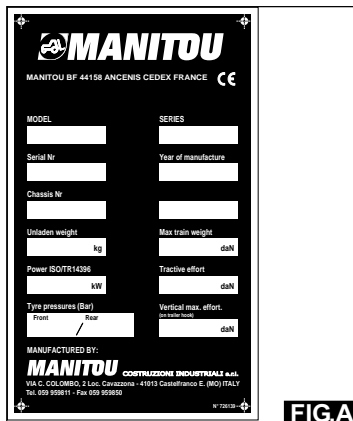 MANITOU
MANITOU BF 44158 ANCENIS CEDEX FRANCE CE
MODEL SERIES
Serial Nr Year of manufacture
Chassis Nr
Unladen weight Max train weight
kg daN
Power ISO/TR14396 Tractive effort
kW daN
Tyre pressures (Bar) Vertical max. effort.
(on trailer hook)
Front Rear
/ daN
MANUFACTURED BY:
MANITOU COSTRUZIONI INDUSTRIALI s.r.l.
VIA C. COLOMBO, 2 Loc. Cavazzona - 41013 Castelfranco E. (MO) ITALY
Tel. 059 959811 - Fax 059 959850
N° 726139
FIG.A